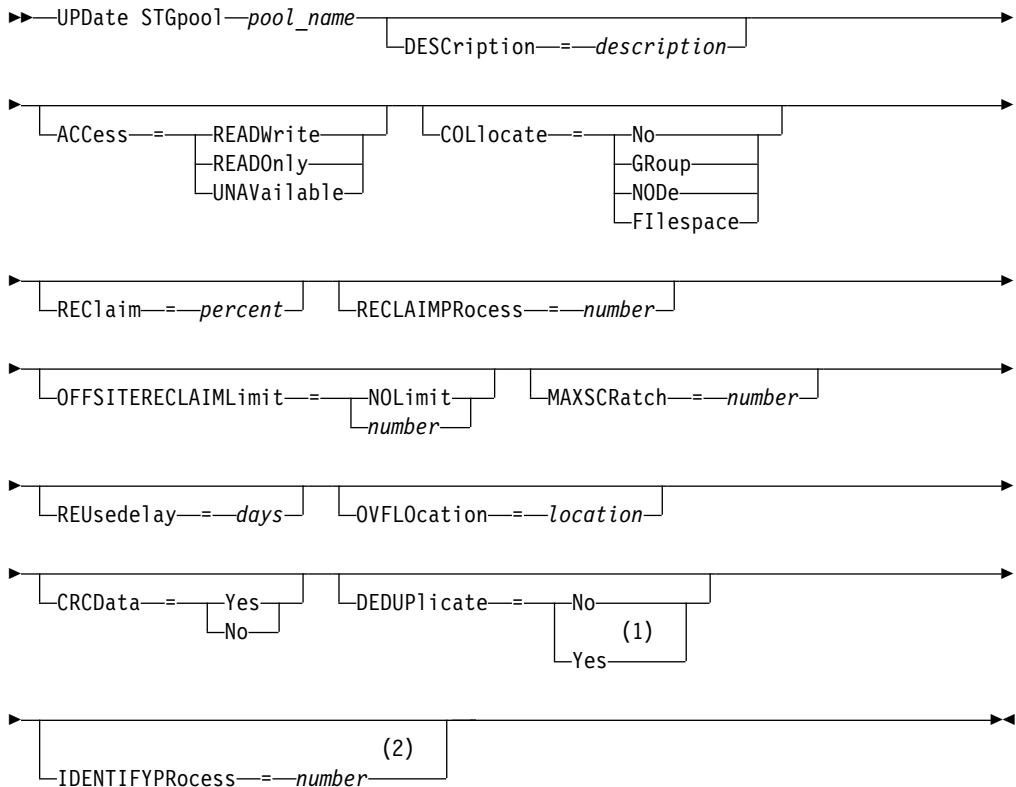 UPDate STGpool pool_name
DESCription = description
ACCess = READWrite
READOnly
UNAVailable
COLlocate = No
GRoup
NODe
FIlespace
REClaim = percent
RECLAIMPRocess = number
OFFSITERECLAIMLimit = NOLimit
number
MAXSCRatch = number
REUsedelay = days
OVFLOcation = location
CRCData = Yes
No
DEDUPlicate = No
(1)
Yes
(2)
IDENTIFYPRocess = number